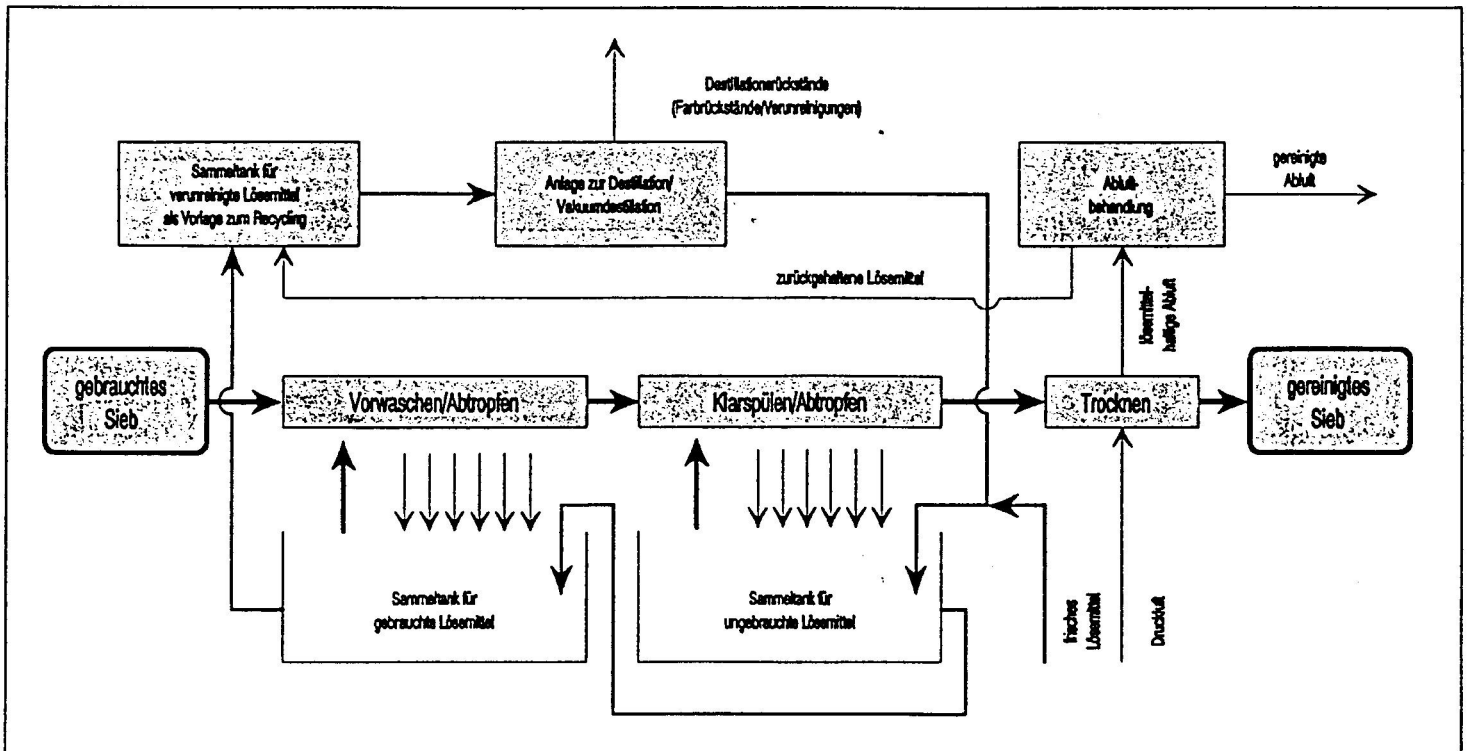 Destillationsrückstände
(Farbrückstände/Verunreinigungen)
Sammeltank für
verunreinigte Lösemittel
als Vorlage zum Recycling
Anlage zur Destillation/
Vakuumdestillation
Abluft-
behandlung
gereinigte
Abluft
zurückgehaltene Lösemittel
lösemittel-
haltige Abluft
gebrauchtes
Sieb
Vorwaschen/Abtropfen
Klarspülen/Abtropfen
Trocknen
gereinigtes
Sieb
Sammeltank für
gebrauchte Lösemittel
Sammeltank für
ungebrauchte Lösemittel
frisches
Lösemittel
Druckluft